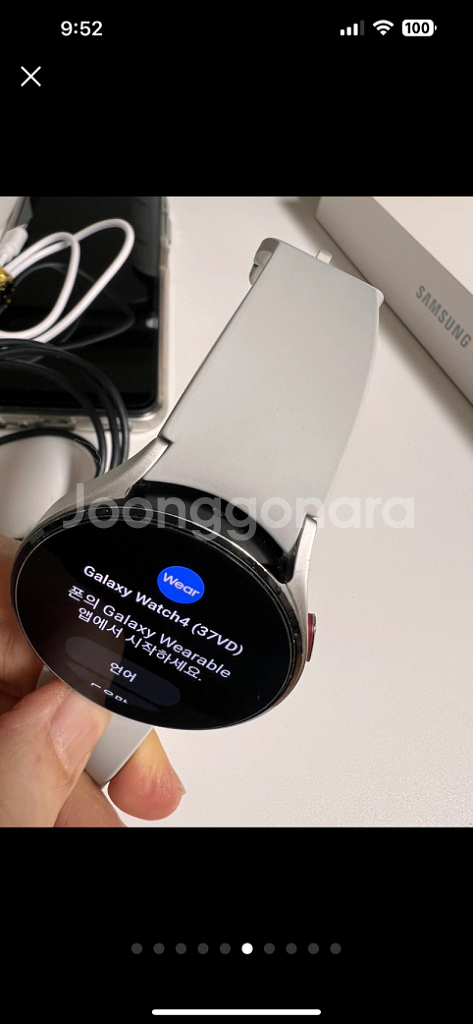 9:52
100
SAMSUNG
Joonggonara
Wear
Galaxy Watch4 (37VD)
폰의 Galaxy Wearable
앱에서 시작하세요.
언어